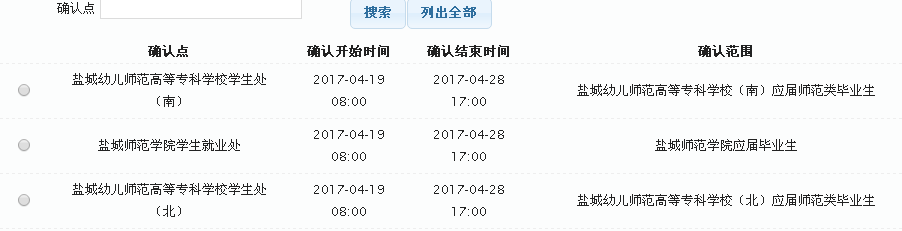 确认点 搜索 列出全部
确认点 确认开始时间 确认结束时间 确认范围
盐城幼儿师范高等专科学校学生处
（南）
2017-04-19
08:00
2017-04-28
17:00
盐城幼儿师范高等专科学校（南）应届师范类毕业生
盐城师范学院学生就业处
2017-04-19
08:00
2017-04-28
17:00
盐城师范学院应届毕业生
盐城幼儿师范高等专科学校学生处
（北）
2017-04-19
08:00
2017-04-28
17:00
盐城幼儿师范高等专科学校（北）应届师范类毕业生